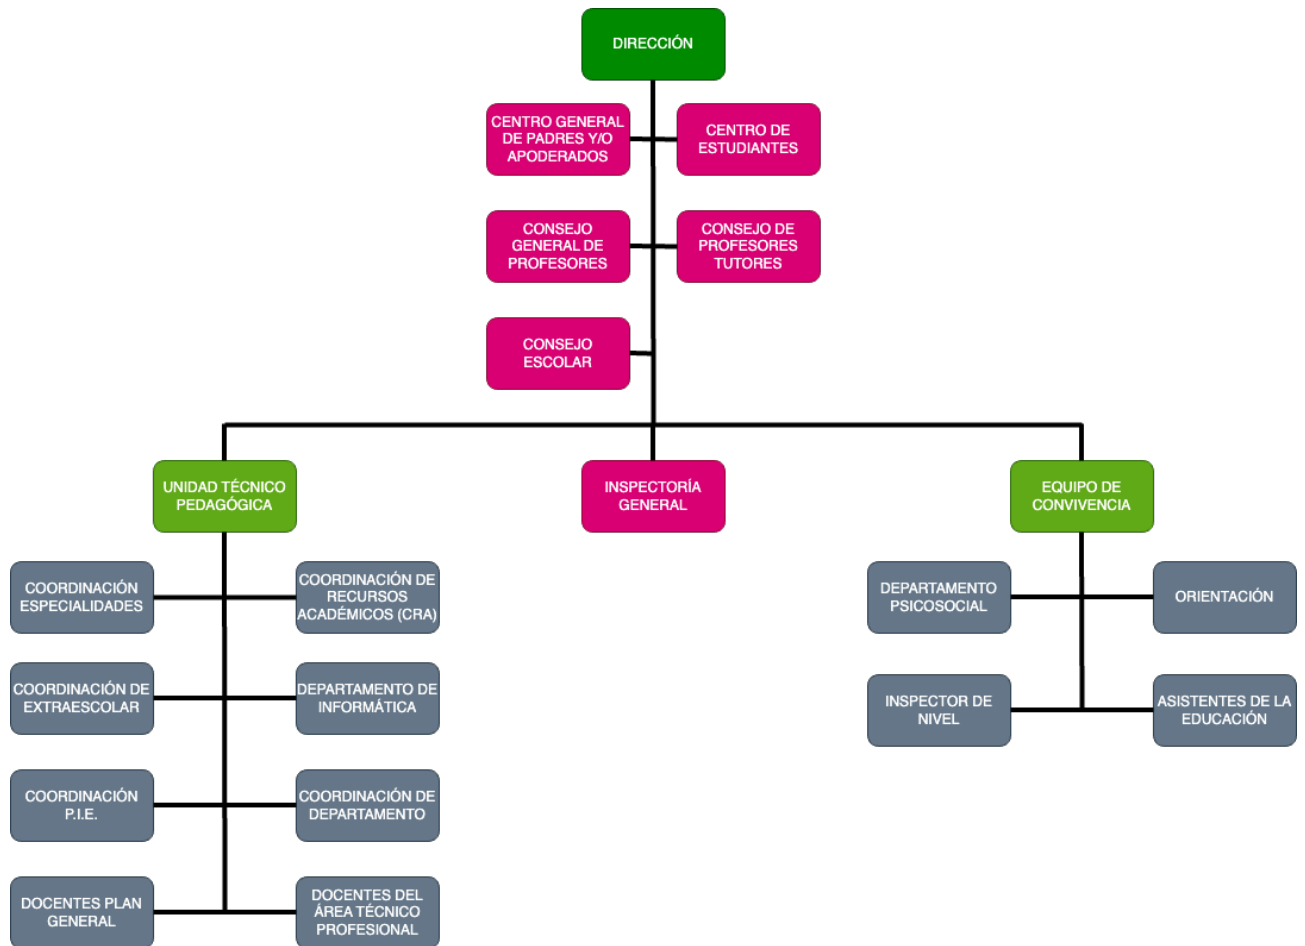 DIRECCIÓN
CENTRO GENERAL
DE PADRES Y/O
APODERADOS
CENTRO DE
ESTUDIANTES
CONSEJO
GENERAL DE
PROFESORES
CONSEJO DE
PROFESORES
TUTORES
CONSEJO
ESCOLAR
UNIDAD TÉCNICO
PEDAGÓGICA
INSPECTORÍA
GENERAL
EQUIPO DE
CONVIVENCIA
COORDINACIÓN
ESPECIALIDADES
COORDINACIÓN DE
RECURSOS
ACADÉMICOS (CRA)
DEPARTAMENTO
PSICOSOCIAL
ORIENTACIÓN
COORDINACIÓN DE
EXTRAESCOLAR
DEPARTAMENTO DE
INFORMÁTICA
INSPECTOR DE
NIVEL
ASISTENTES DE LA
EDUCACIÓN
COORDINACIÓN
P.I.E.
COORDINACIÓN DE
DEPARTAMENTO
DOCENTES PLAN
GENERAL
DOCENTES DEL
ÁREA TÉCNICO
PROFESIONAL